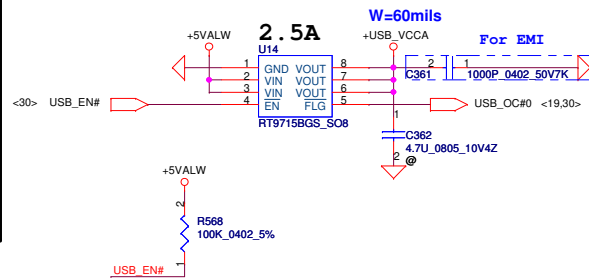 W=60mils
+5VALW
2.5A
+USB_VCCA
For EMI
U14
1 GND VOUT 8
2 VIN VOUT 7
3 VIN VOUT 6
4 EN FLG 5
RT9715BGS_SO8
2 1
C361
1000P_0402_50V7K
<30> USB_EN#
USB_OC#0 <19,30>
1
C362
4.7U_0805_10V4Z
2
@
+5VALW
2
R568
100K_0402_5%
1
USB_EN#